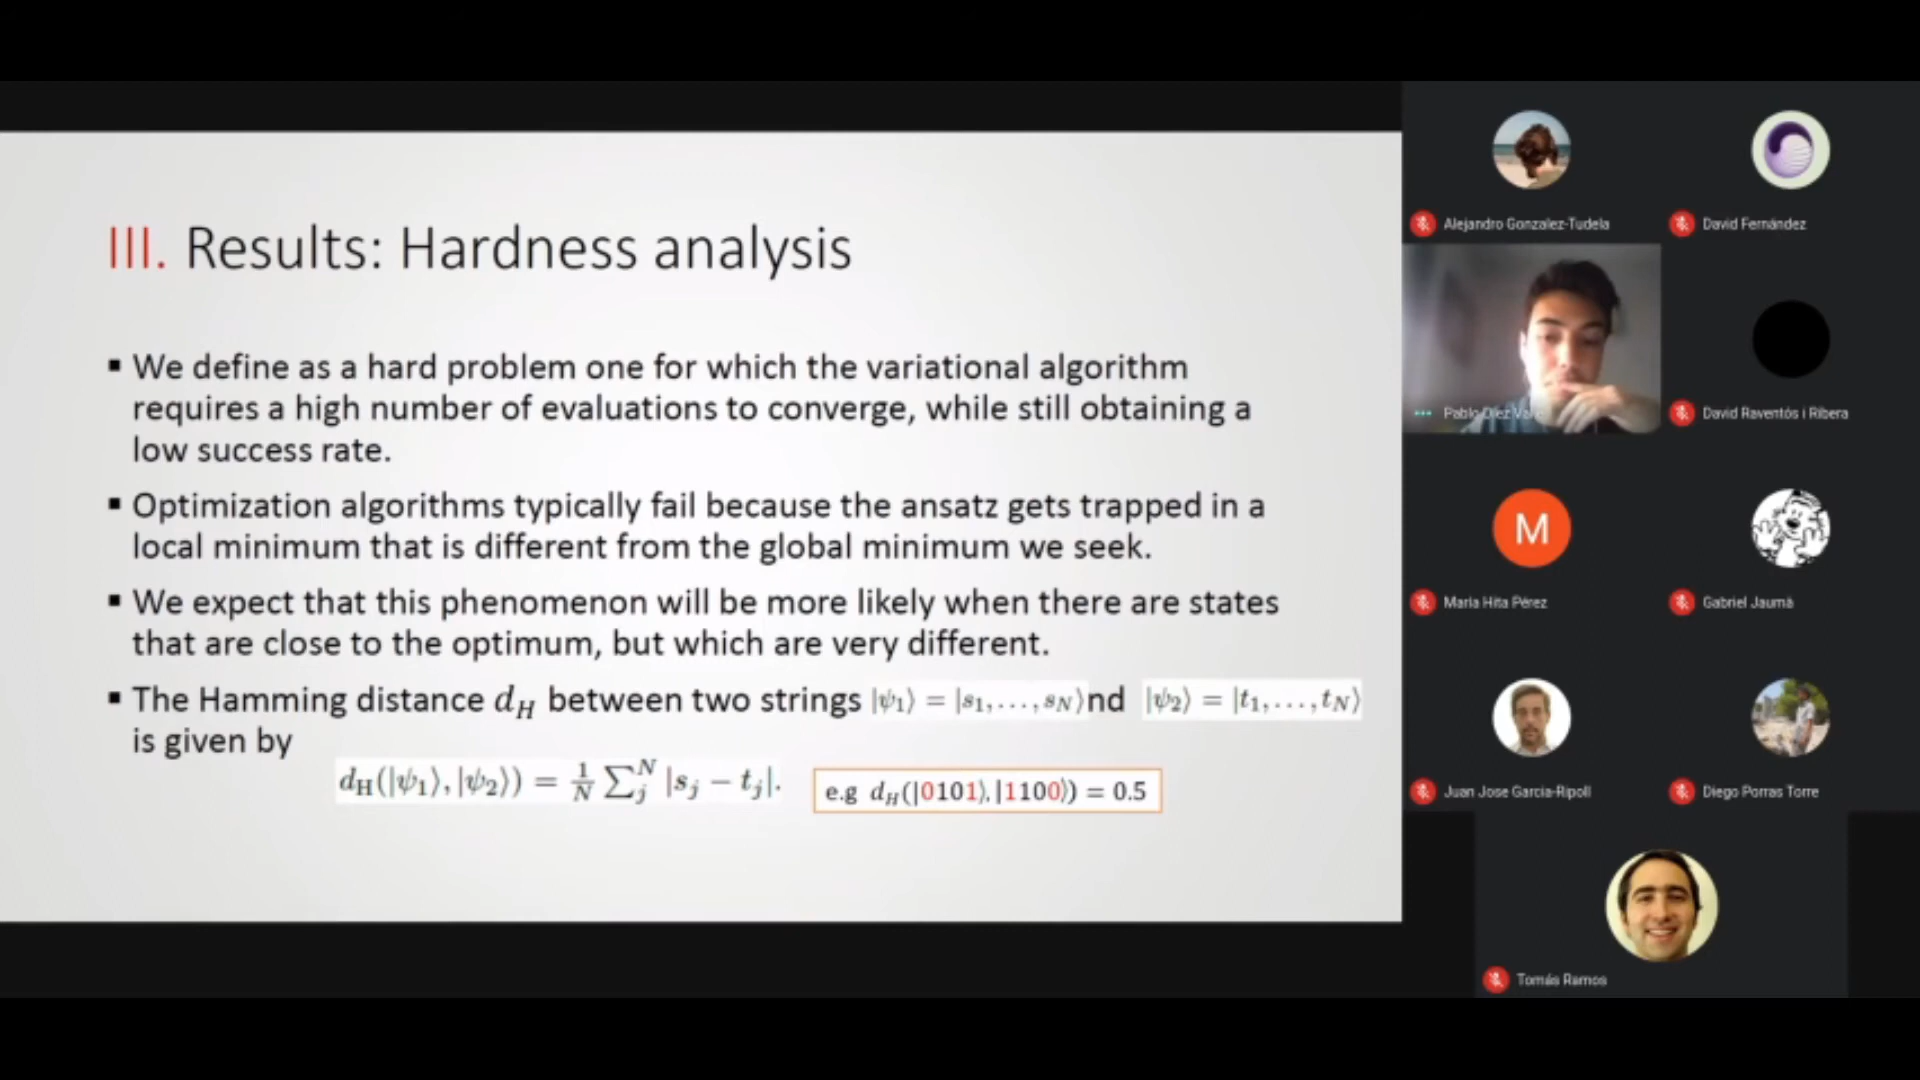 III. Results: Hardness analysis
▪ We define as a hard problem one for which the variational algorithm
requires a high number of evaluations to converge, while still obtaining a
low success rate.
▪ Optimization algorithms typically fail because the ansatz gets trapped in a
local minimum that is different from the global minimum we seek.
▪ We expect that this phenomenon will be more likely when there are states
that are close to the optimum, but which are very different.
▪ The Hamming distance d_H between two strings |ψ₁⟩ = |s₁,...,s_N⟩nd |ψ₂⟩ = |t₁,...,t_N⟩
is given by
d_H(|ψ₁⟩, |ψ₂⟩) = 1/N ∑_j^N |s_j − t_j|.
e.g d_H(|0101⟩,|1100⟩) = 0.5
Alejandro Gonzalez-Tudela
David Fernández
Pablo Díez
David Raventós i Ribera
M
María Hita Pérez
Gabriel Jaumà
Juan Jose Garcia-Ripoll
Diego Porras Torre
Tomás Ramos